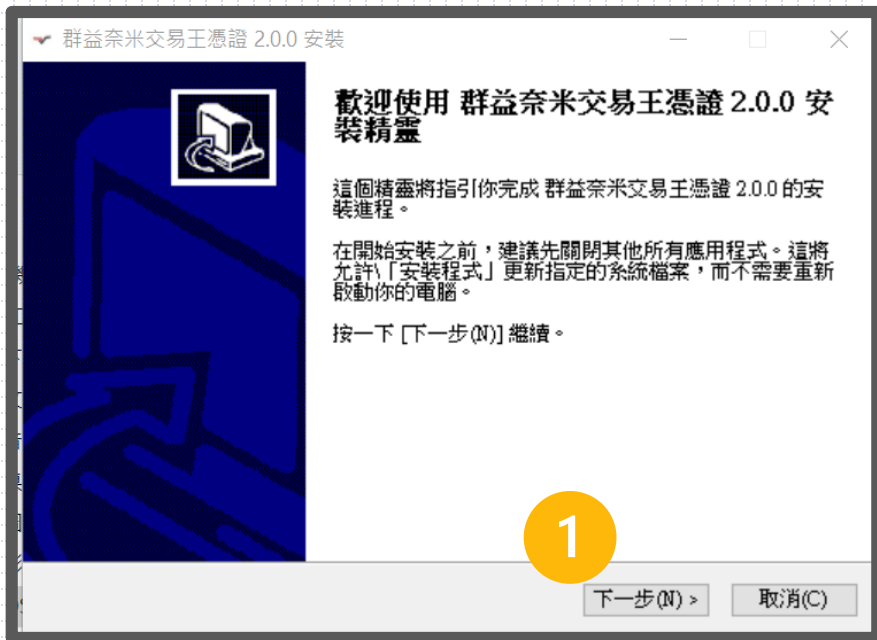 群益奈米交易王憑證 2.0.0 安裝
歡迎使用 群益奈米交易王憑證 2.0.0 安
裝精靈
這個精靈將指引你完成 群益奈米交易王憑證 2.0.0 的安
裝進程。
在開始安裝之前，建議先關閉其他所有應用程式。這將
允許\「安裝程式」更新指定的系統檔案，而不需要重新
啟動你的電腦。
按一下 [下一步(N)] 繼續。
1
下一步(N) >
取消(C)